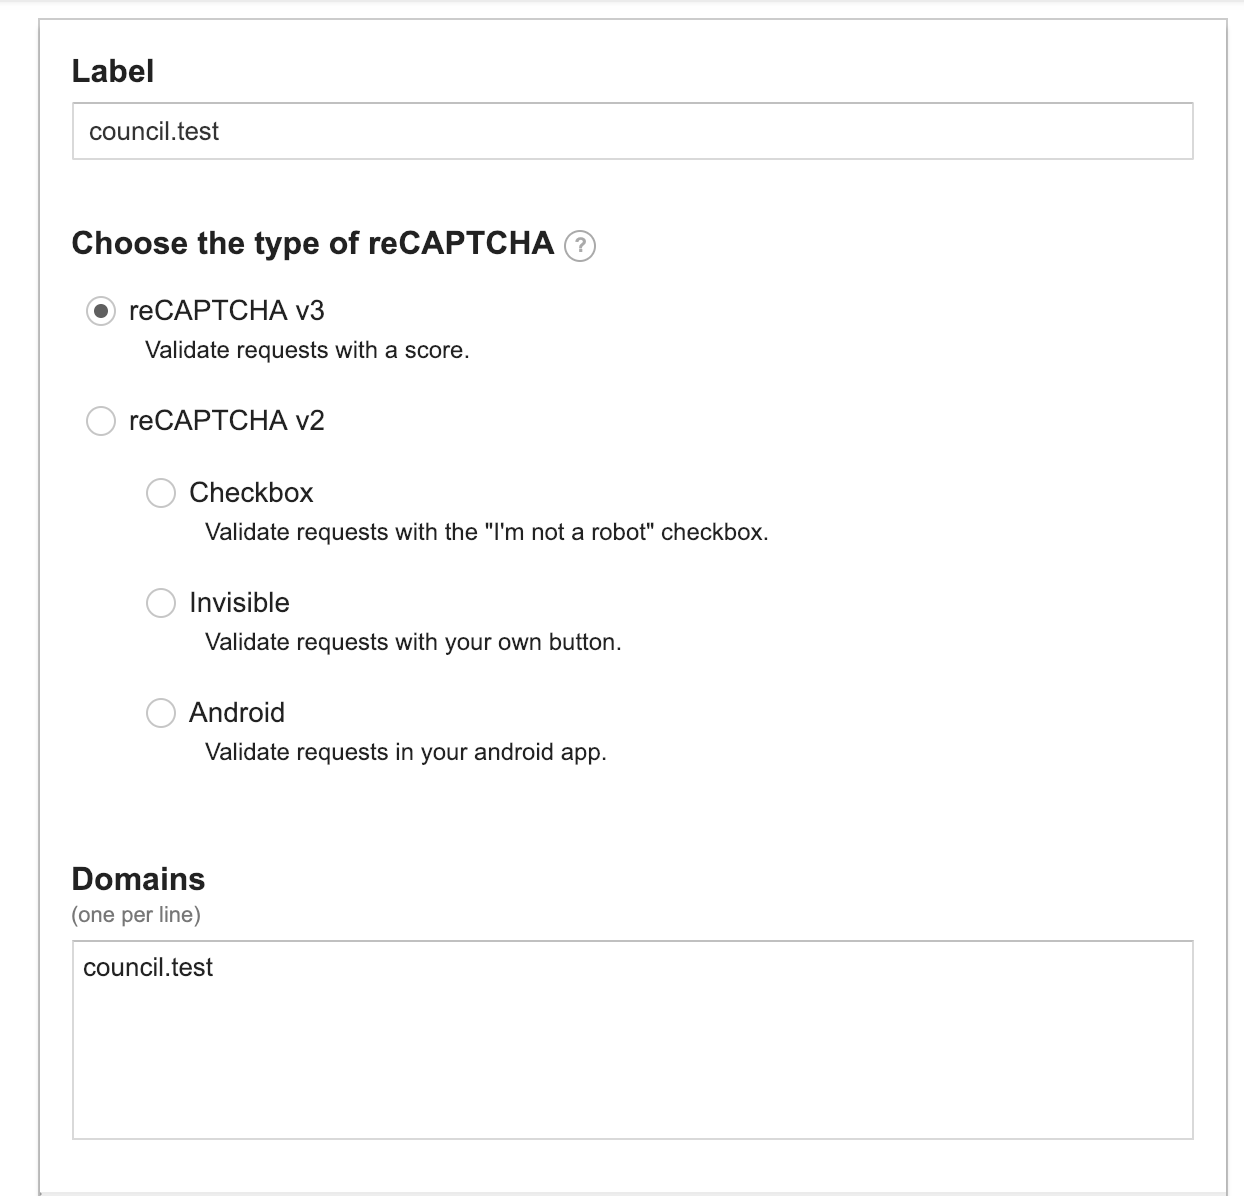 Label
council.test
Choose the type of reCAPTCHA ?
reCAPTCHA v3
Validate requests with a score.
reCAPTCHA v2
Checkbox
Validate requests with the "I'm not a robot" checkbox.
Invisible
Validate requests with your own button.
Android
Validate requests in your android app.
Domains
(one per line)
council.test